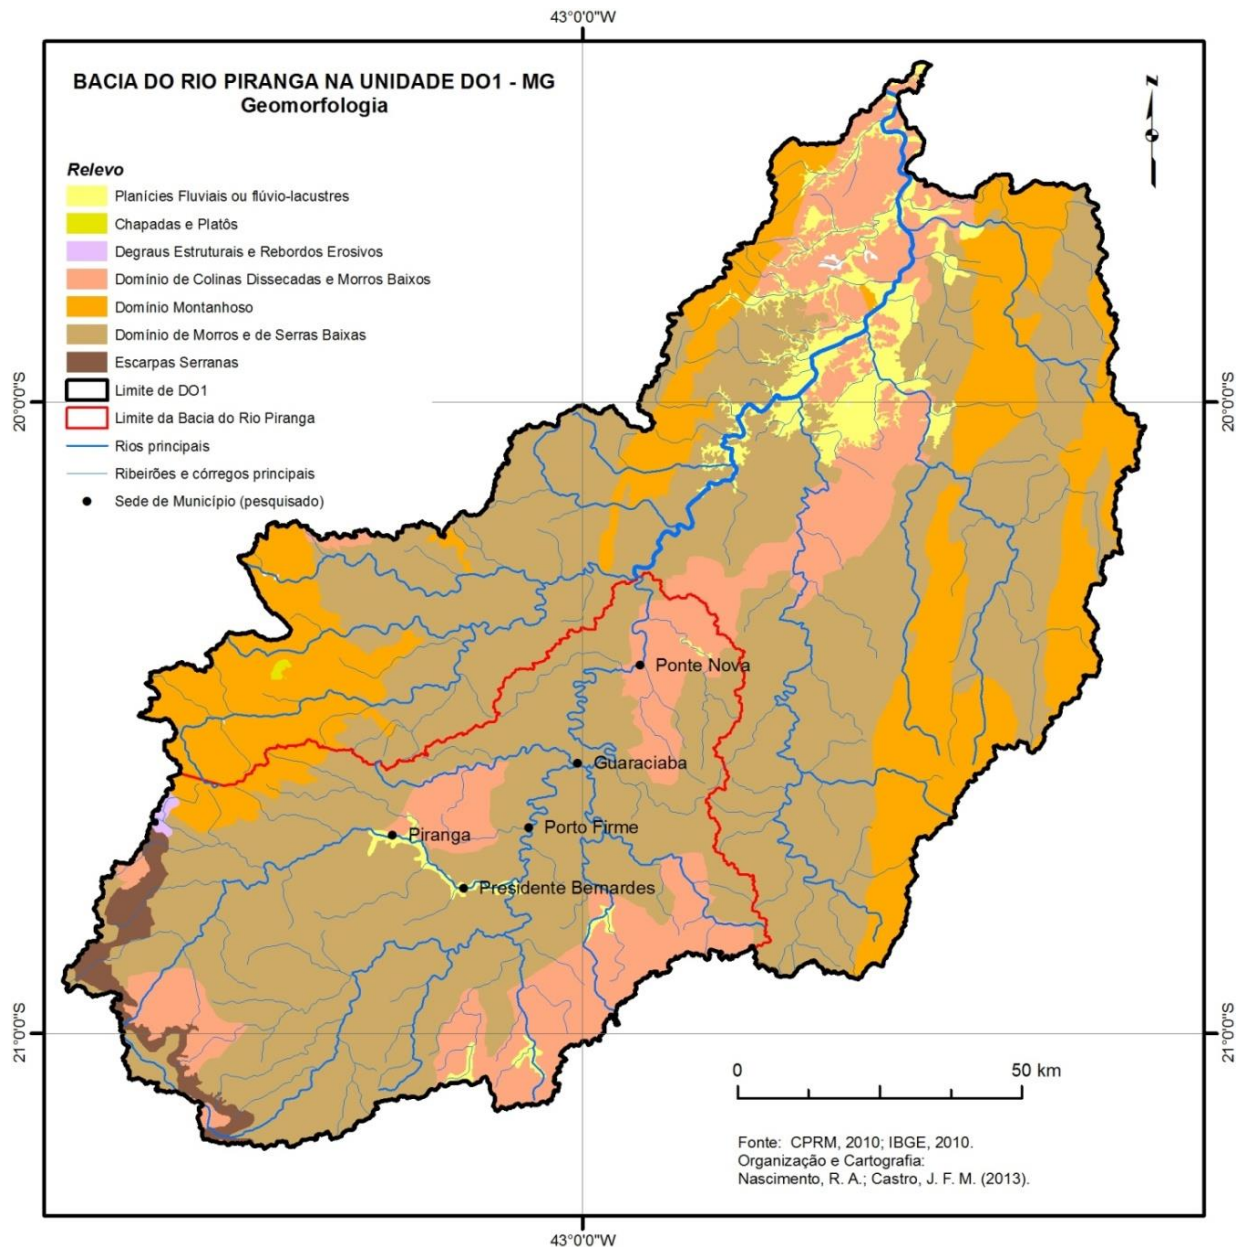 43°0'0"W
BACIA DO RIO PIRANGA NA UNIDADE DO1 - MG
Geomorfologia
Z
Relevo
Planícies Fluviais ou flúvio-lacustres
Chapadas e Platôs
Degraus Estruturais e Rebordos Erosivos
Domínio de Colinas Dissecadas e Morros Baixos
Domínio Montanhoso
Domínio de Morros e de Serras Baixas
Escarpas Serranas
Limite de DO1
Limite da Bacia do Rio Piranga
Rios principais
Ribeirões e córregos principais
Sede de Município (pesquisado)
20°0'0"S
20°0'0"S
Ponte Nova
Guaraciaba
Porto Firme
Piranga
Presidente Bernardes
21°0'0"S
21°0'0"S
0 50 km
Fonte: CPRM, 2010; IBGE, 2010.
Organização e Cartografia:
Nascimento, R. A.; Castro, J. F. M. (2013).
43°0'0"W